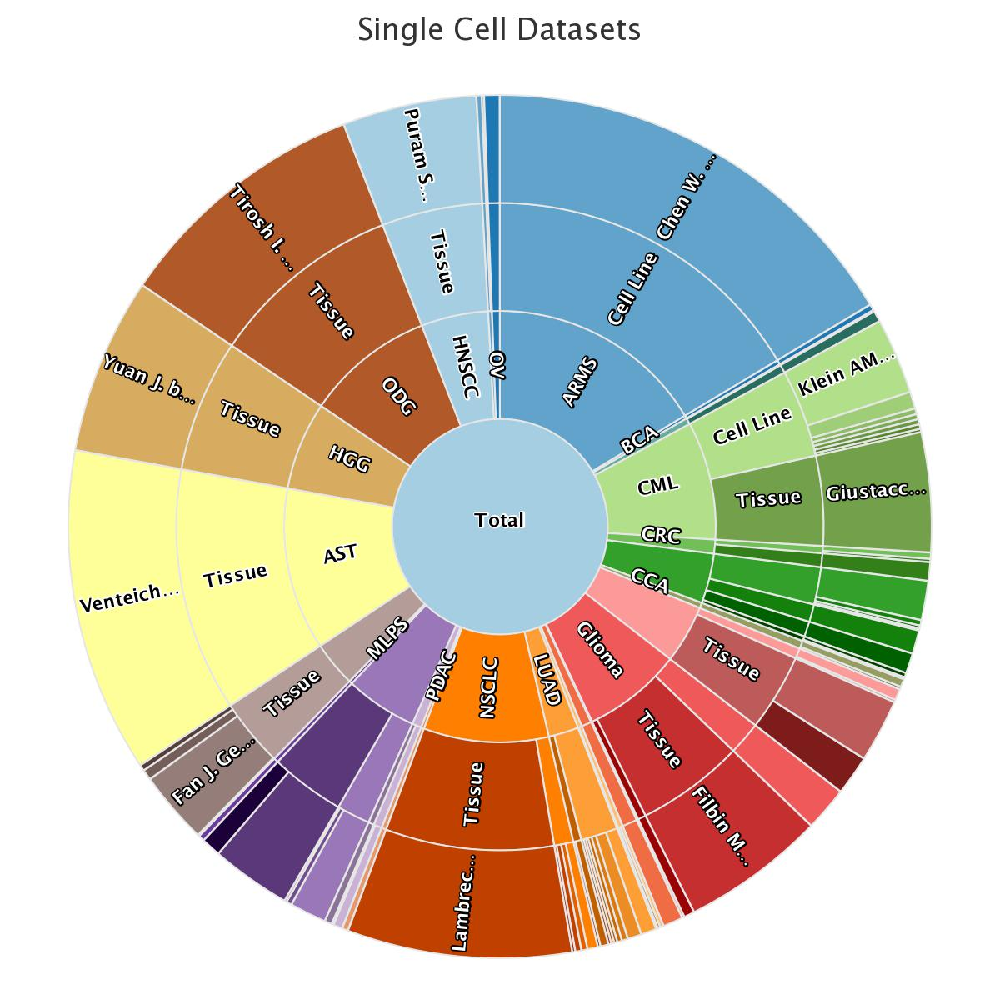 Single Cell Datasets
Total
ARMS
Cell Line
Chen W. ...
BCA
CML
Cell Line
Klein AM...
Tissue
Giustacc...
CRC
CCA
Tissue
Glioma
Tissue
Filbin M...
LUAD
NSCLC
Tissue
Lambrec...
PDAC
MLPS
Tissue
Fan J. Ge...
AST
Tissue
Venteich...
HGG
Tissue
Yuan J. b...
ODG
Tissue
Tirosh I. ...
HNSCC
Tissue
Puram S...
OV